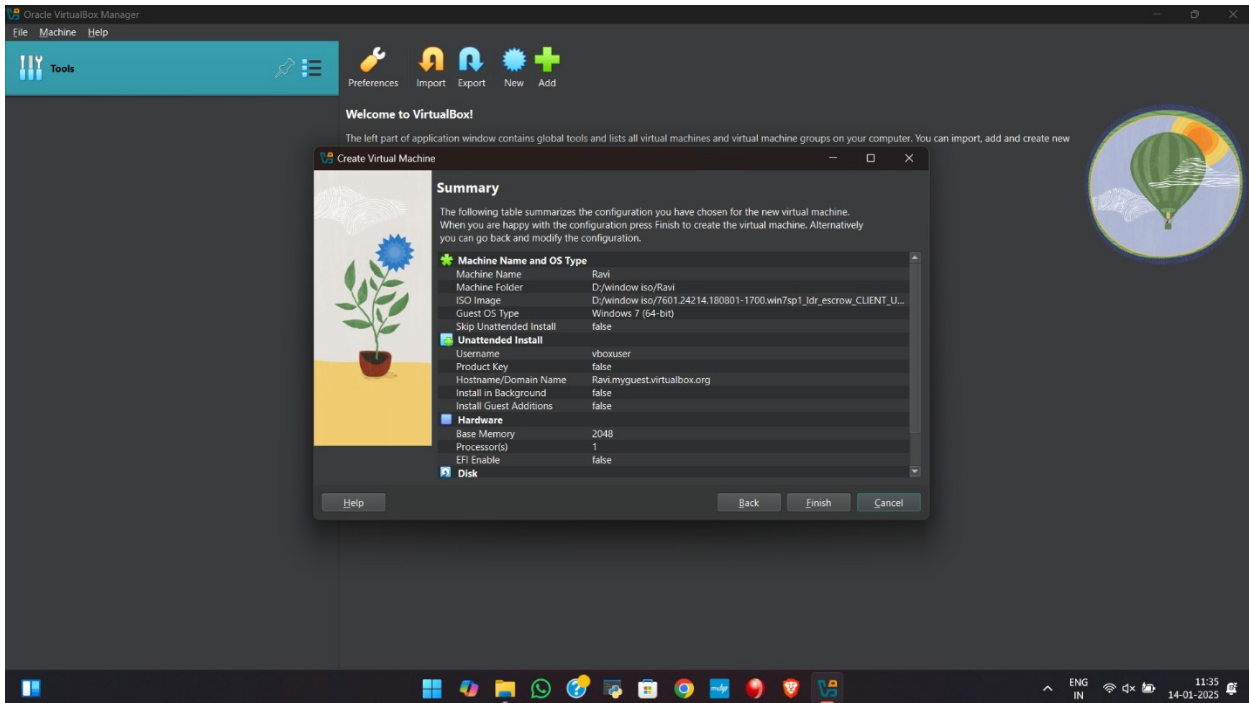 Oracle VirtualBox Manager
File Machine Help
Tools
Preferences Import Export New Add
Welcome to VirtualBox!
The left part of application window contains global tools and lists all virtual machines and virtual machine groups on your computer. You can import, add and create new
Create Virtual Machine
Summary
The following table summarizes the configuration you have chosen for the new virtual machine.
When you are happy with the configuration press Finish to create the virtual machine. Alternatively
you can go back and modify the configuration.
Machine Name and OS Type
Machine Name Ravi
Machine Folder D:/window iso/Ravi
ISO Image D:/window iso/7601.24214.180801-1700.win7sp1_ldr_escrow_CLIENT_U...
Guest OS Type Windows 7 (64-bit)
Skip Unattended Install false
Unattended Install
Username vboxuser
Product Key false
Hostname/Domain Name Ravi.myguest.virtualbox.org
Install in Background false
Install Guest Additions false
Hardware
Base Memory 2048
Processor(s) 1
EFI Enable false
Disk
Help Back Finish Cancel
ENG 11:35
IN 14-01-2025